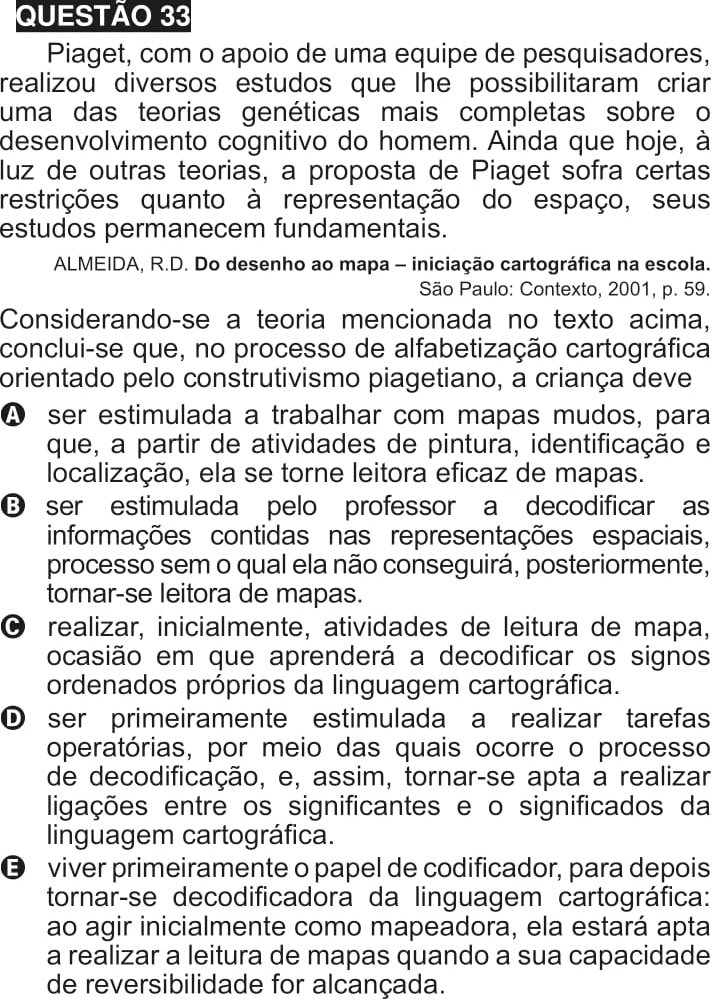 QUESTÃO 33
Piaget, com o apoio de uma equipe de pesquisadores,
realizou diversos estudos que lhe possibilitaram criar
uma das teorias genéticas mais completas sobre o
desenvolvimento cognitivo do homem. Ainda que hoje, à
luz de outras teorias, a proposta de Piaget sofra certas
restrições quanto à representação do espaço, seus
estudos permanecem fundamentais.
ALMEIDA, R.D. Do desenho ao mapa – iniciação cartográfica na escola.
São Paulo: Contexto, 2001, p. 59.
Considerando-se a teoria mencionada no texto acima,
conclui-se que, no processo de alfabetização cartográfica
orientado pelo construtivismo piagetiano, a criança deve
A ser estimulada a trabalhar com mapas mudos, para
que, a partir de atividades de pintura, identificação e
localização, ela se torne leitora eficaz de mapas.
B ser estimulada pelo professor a decodificar as
informações contidas nas representações espaciais,
processo sem o qual ela não conseguirá, posteriormente,
tornar-se leitora de mapas.
C realizar, inicialmente, atividades de leitura de mapa,
ocasião em que aprenderá a decodificar os signos
ordenados próprios da linguagem cartográfica.
D ser primeiramente estimulada a realizar tarefas
operatórias, por meio das quais ocorre o processo
de decodificação, e, assim, tornar-se apta a realizar
ligações entre os significantes e o significados da
linguagem cartográfica.
E viver primeiramente o papel de codificador, para depois
tornar-se decodificadora da linguagem cartográfica:
ao agir inicialmente como mapeadora, ela estará apta
a realizar a leitura de mapas quando a sua capacidade
de reversibilidade for alcançada.